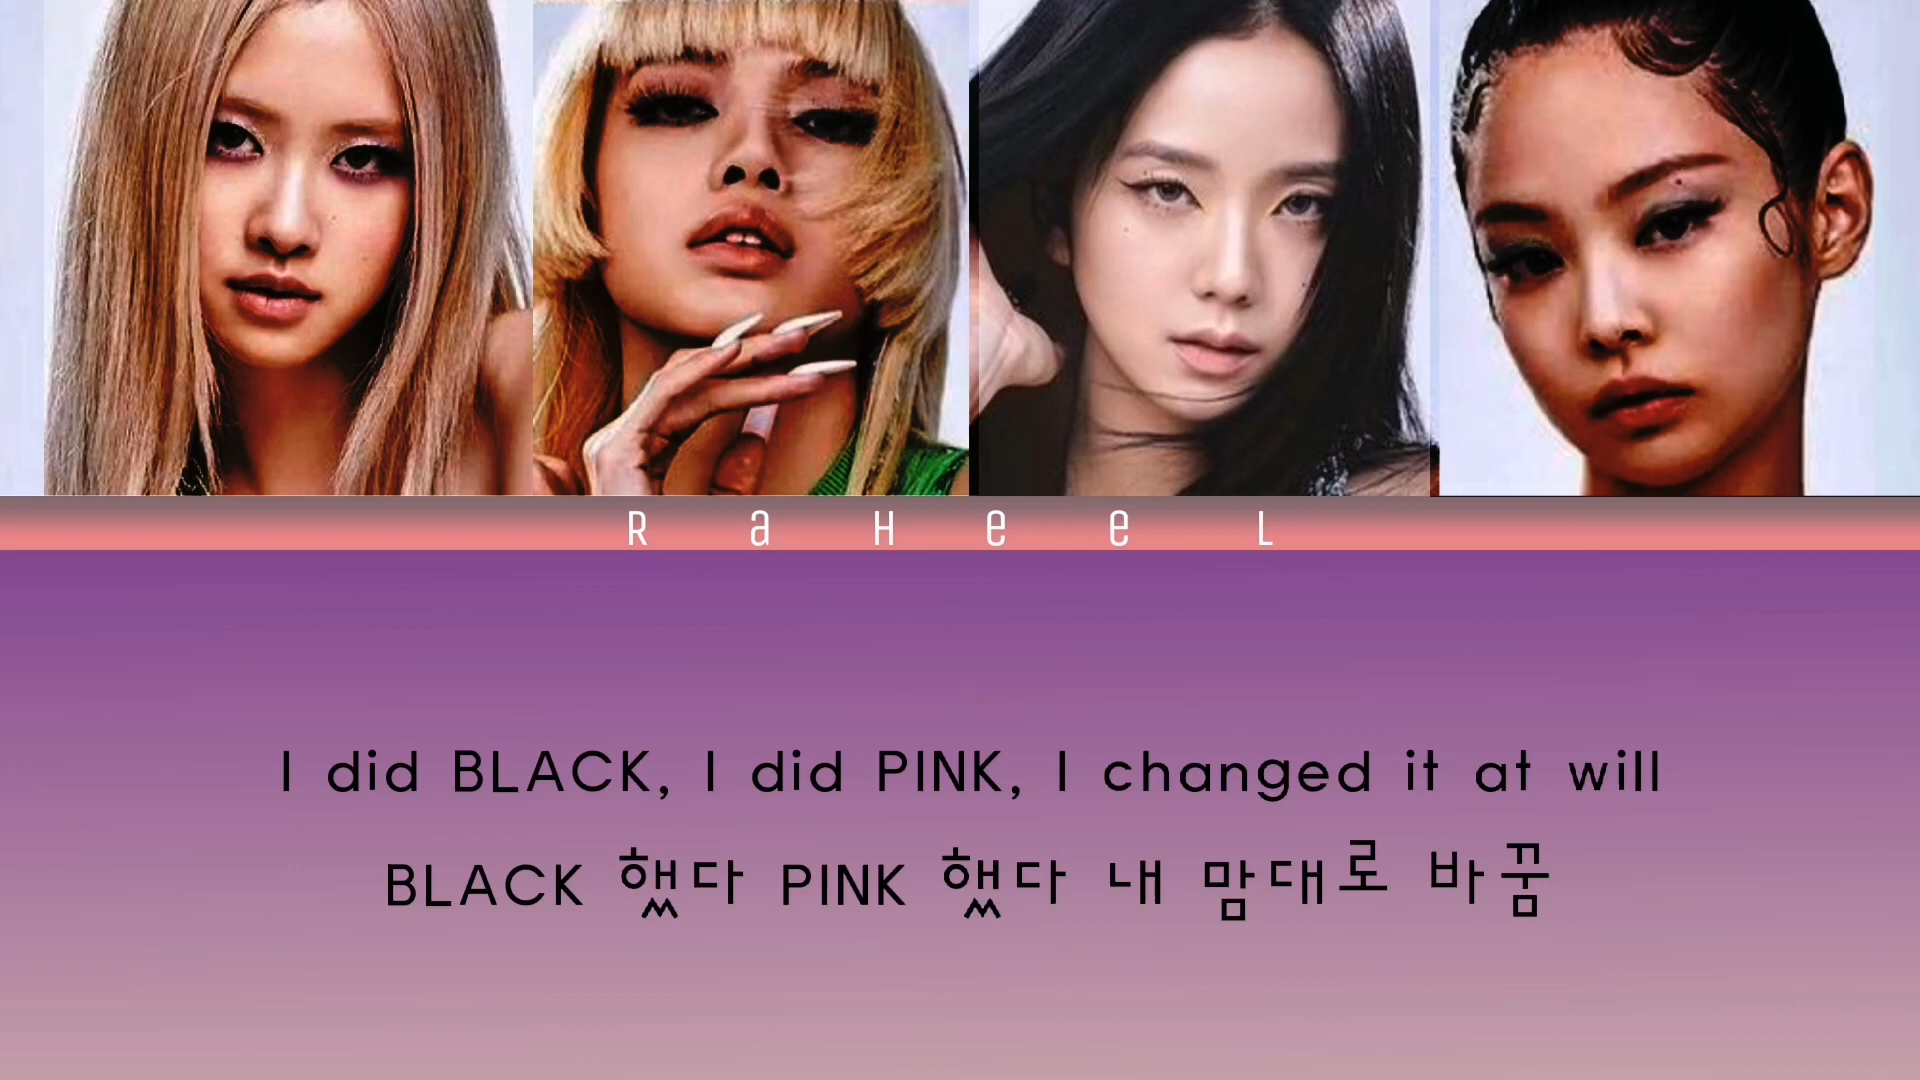 R a H e e L
I did BLACK, I did PINK, I changed it at will
BLACK 했다 PINK 했다 내 맘대로 바꿈